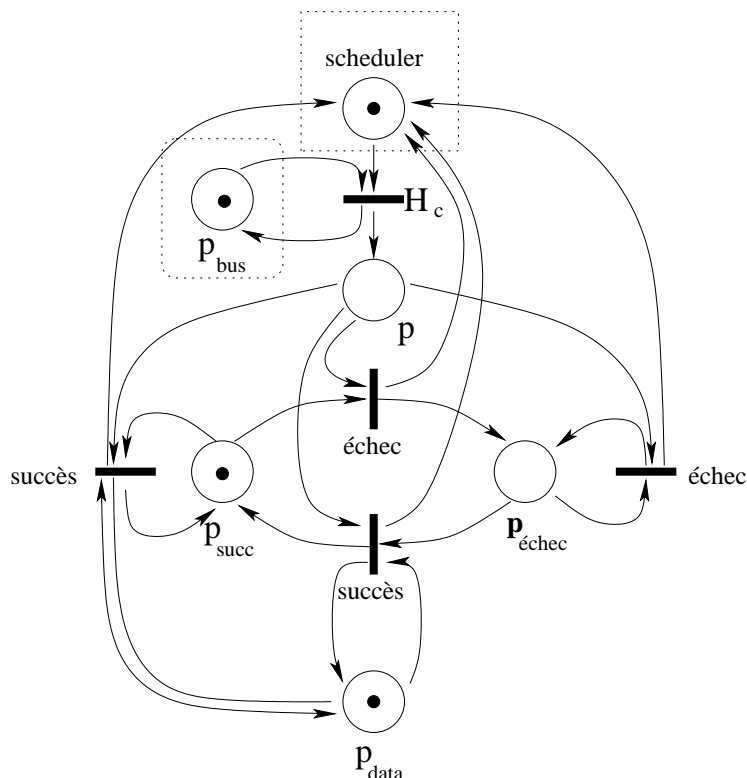 scheduler
H c
p bus
p
échec
succès
échec
p succ
p échec
succès
p data